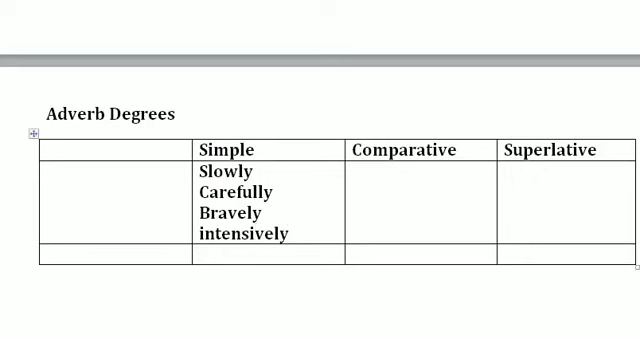 Adverb Degrees
Simple Comparative Superlative
Slowly
Carefully
Bravely
intensively